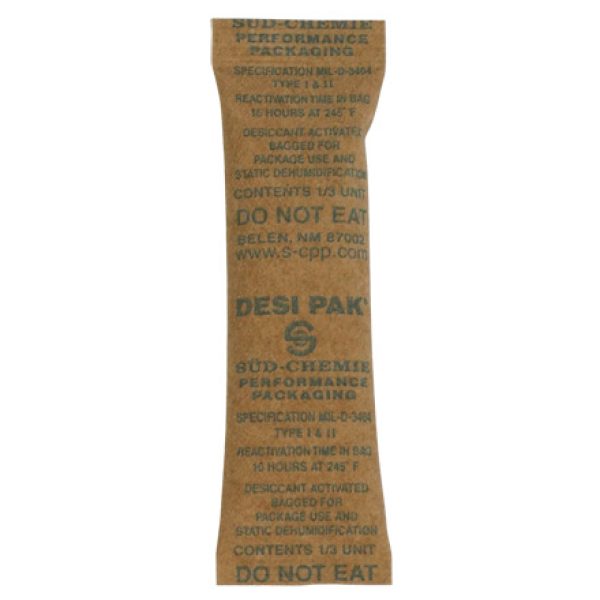 SÜD-CHEMIE
PERFORMANCE
PACKAGING
SPECIFICATION MIL-D-3464
TYPE I & II
REACTIVATION TIME IN BAG
16 HOURS AT 245° F
DESICCANT ACTIVATED
BAGGED FOR
PACKAGE USE AND
STATIC DEHUMIDIFICATION
CONTENTS 1/3 UNIT
DO NOT EAT
BELEN, NM 87002
www.s-cpp.com
DESI PAK
SÜD-CHEMIE
PERFORMANCE
PACKAGING
SPECIFICATION MIL-D-3464
TYPE I & II
REACTIVATION TIME IN BAG
16 HOURS AT 245° F
DESICCANT ACTIVATED
BAGGED FOR
PACKAGE USE AND
STATIC DEHUMIDIFICATION
CONTENTS 1/3 UNIT
DO NOT EAT